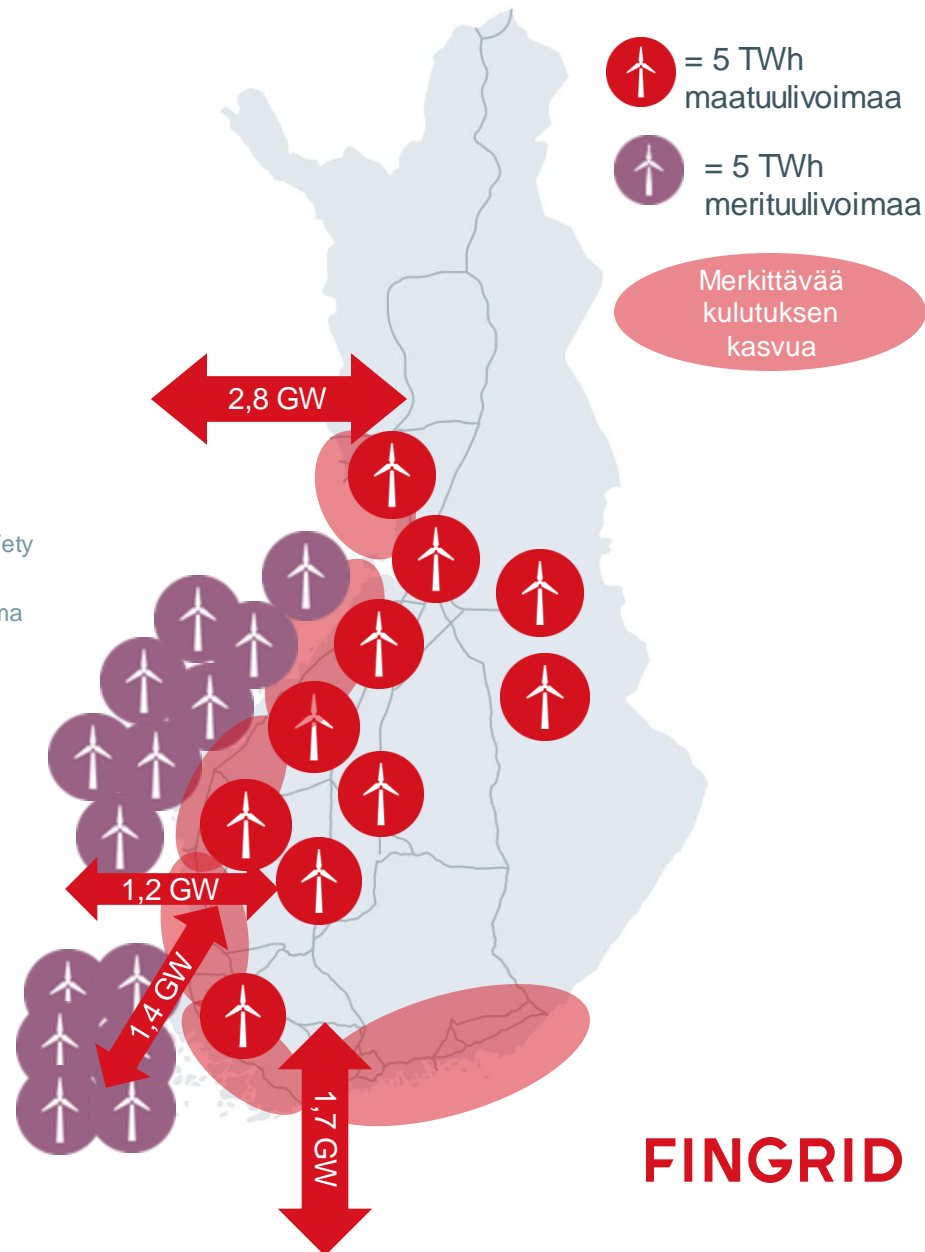 = 5 TWh
maatuulivoimaa
= 5 TWh
merituulivoimaa
Merkittävää
kulutuksen
kasvua
2,8 GW
1,2 GW
1,4 GW
1,7 GW
FINGRID